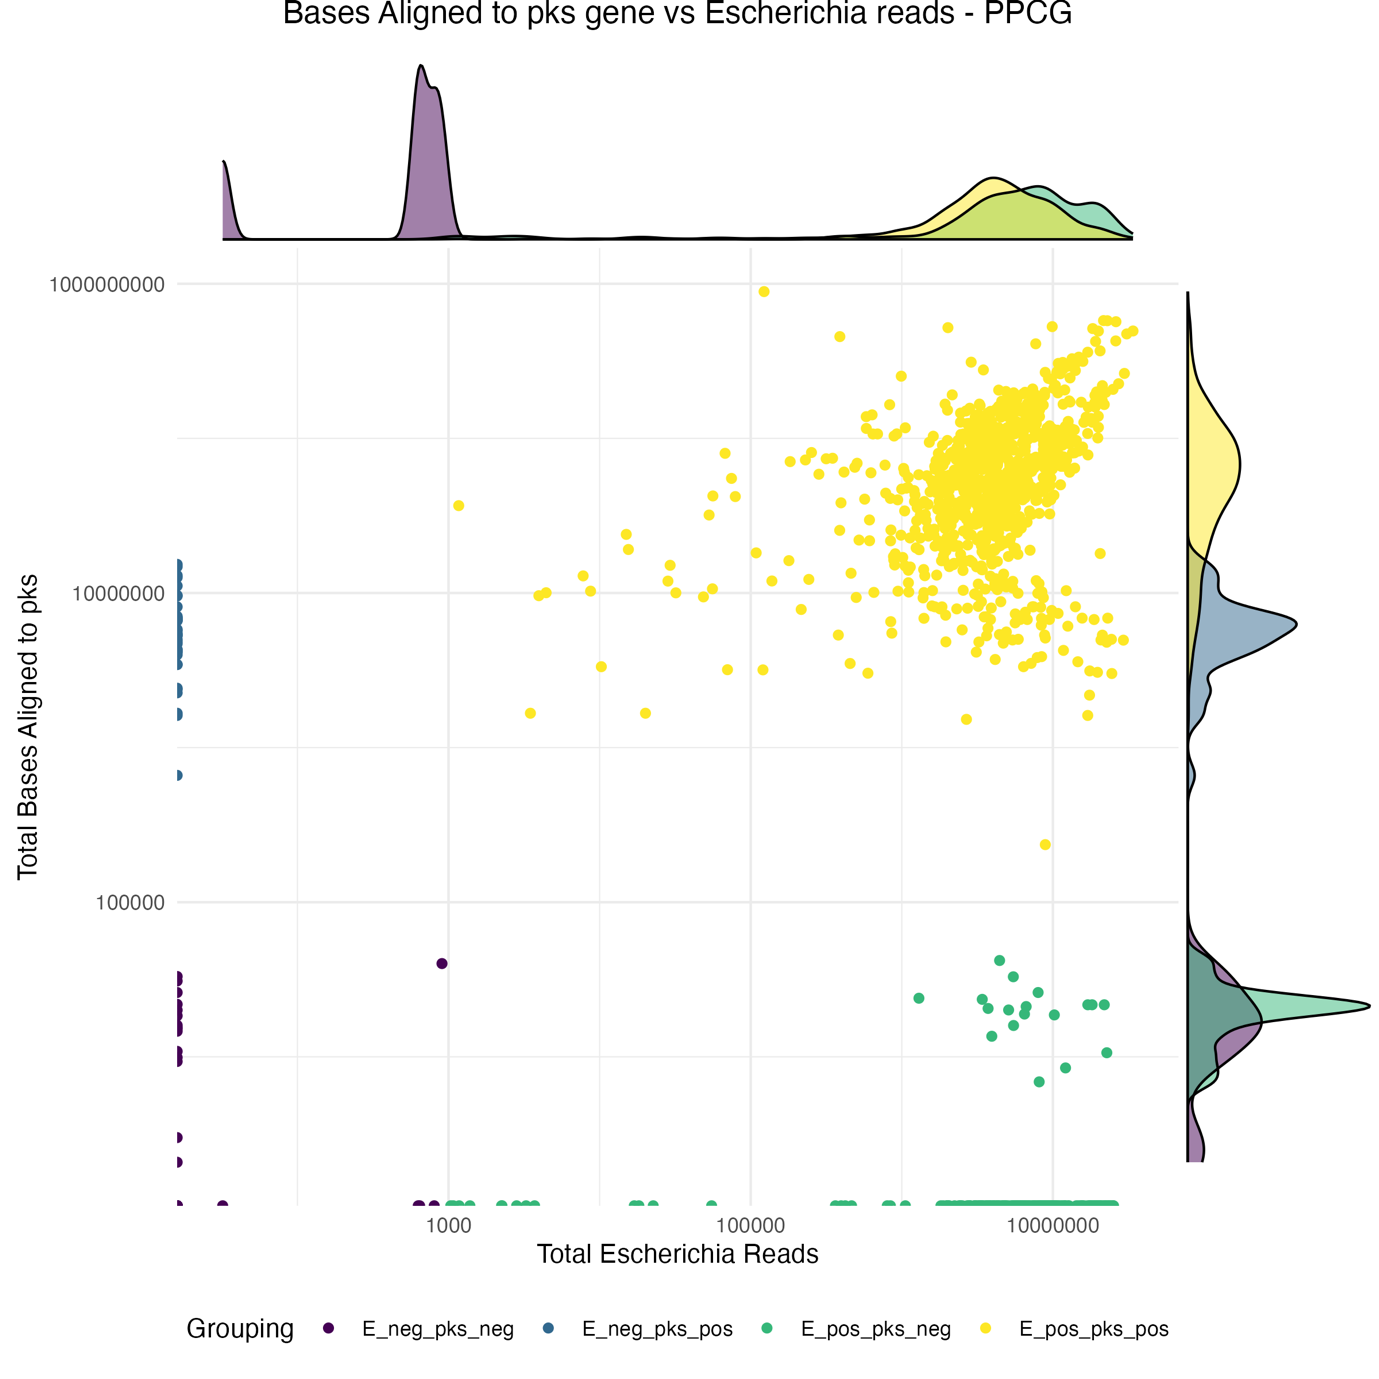 Bases Aligned to pks gene vs Escherichia reads - PPCG
1000000000
10000000
100000
Total Bases Aligned to pks
1000
100000
10000000
Total Escherichia Reads
Grouping
E_neg_pks_neg
E_neg_pks_pos
E_pos_pks_neg
E_pos_pks_pos